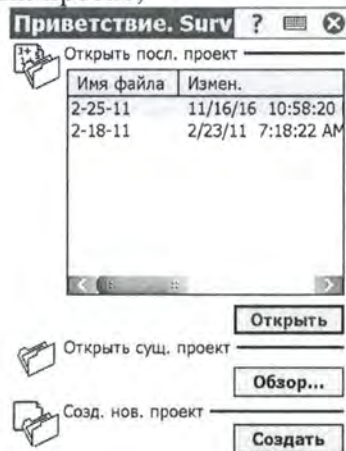 Приветствие. Surv ?
Открыть посл. проект
Имя файла Измен.
2-25-11 11/16/16 10:58:20
2-18-11 2/23/11 7:18:22 AM
Открыть
Открыть сущ. проект
Обзор...
Созд. нов. проект
Создать